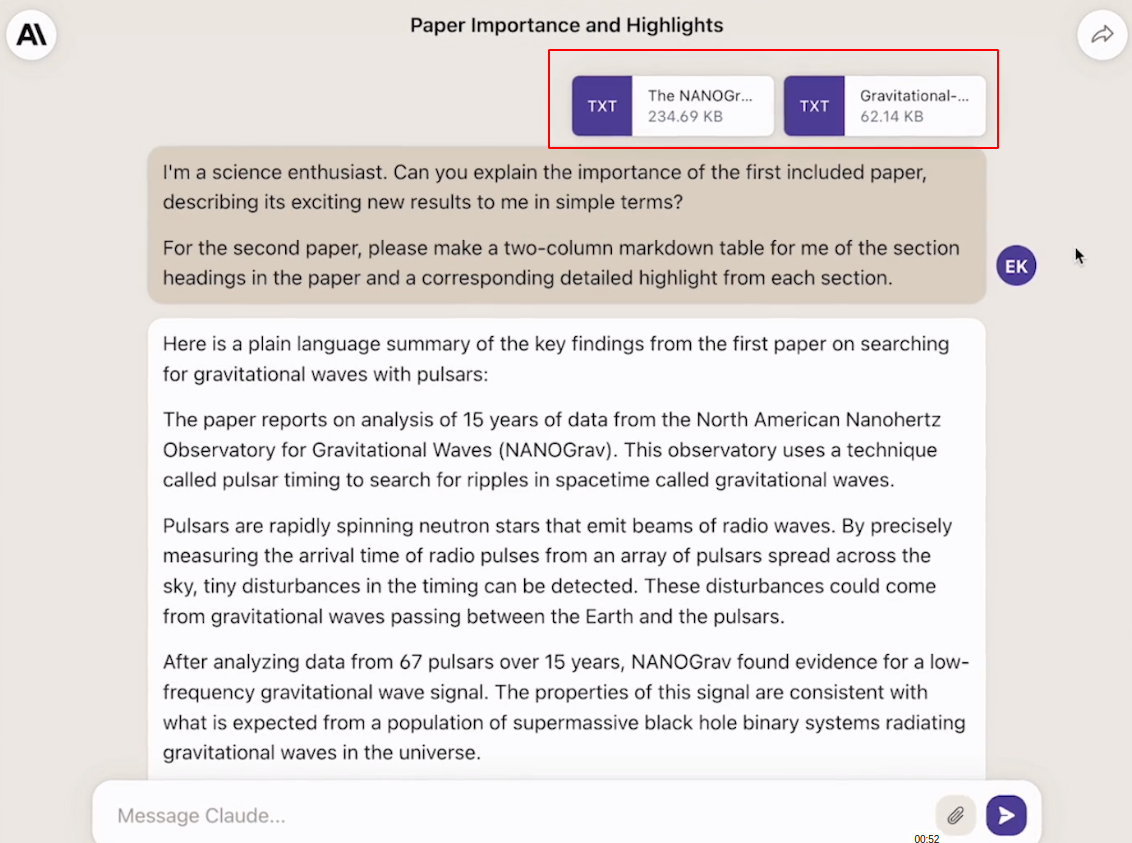 Paper Importance and Highlights
TXT
The NANOGr...
234.69 KB
TXT
Gravitational-...
62.14 KB
I'm a science enthusiast. Can you explain the importance of the first included paper,
describing its exciting new results to me in simple terms?
For the second paper, please make a two-column markdown table for me of the section
headings in the paper and a corresponding detailed highlight from each section.
EK
Here is a plain language summary of the key findings from the first paper on searching
for gravitational waves with pulsars:
The paper reports on analysis of 15 years of data from the North American Nanohertz
Observatory for Gravitational Waves (NANOGrav). This observatory uses a technique
called pulsar timing to search for ripples in spacetime called gravitational waves.
Pulsars are rapidly spinning neutron stars that emit beams of radio waves. By precisely
measuring the arrival time of radio pulses from an array of pulsars spread across the
sky, tiny disturbances in the timing can be detected. These disturbances could come
from gravitational waves passing between the Earth and the pulsars.
After analyzing data from 67 pulsars over 15 years, NANOGrav found evidence for a low-
frequency gravitational wave signal. The properties of this signal are consistent with
what is expected from a population of supermassive black hole binary systems radiating
gravitational waves in the universe.
Message Claude...
00:52